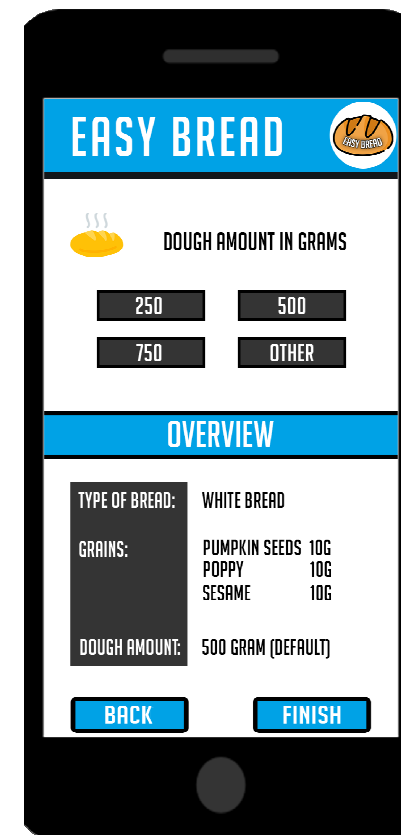 EASY BREAD
EASY BREAD
DOUGH AMOUNT IN GRAMS
250 500
750 OTHER
OVERVIEW
TYPE OF BREAD: WHITE BREAD
GRAINS: PUMPKIN SEEDS 10G
POPPY 10G
SESAME 10G
DOUGH AMOUNT: 500 GRAM (DEFAULT)
BACK FINISH